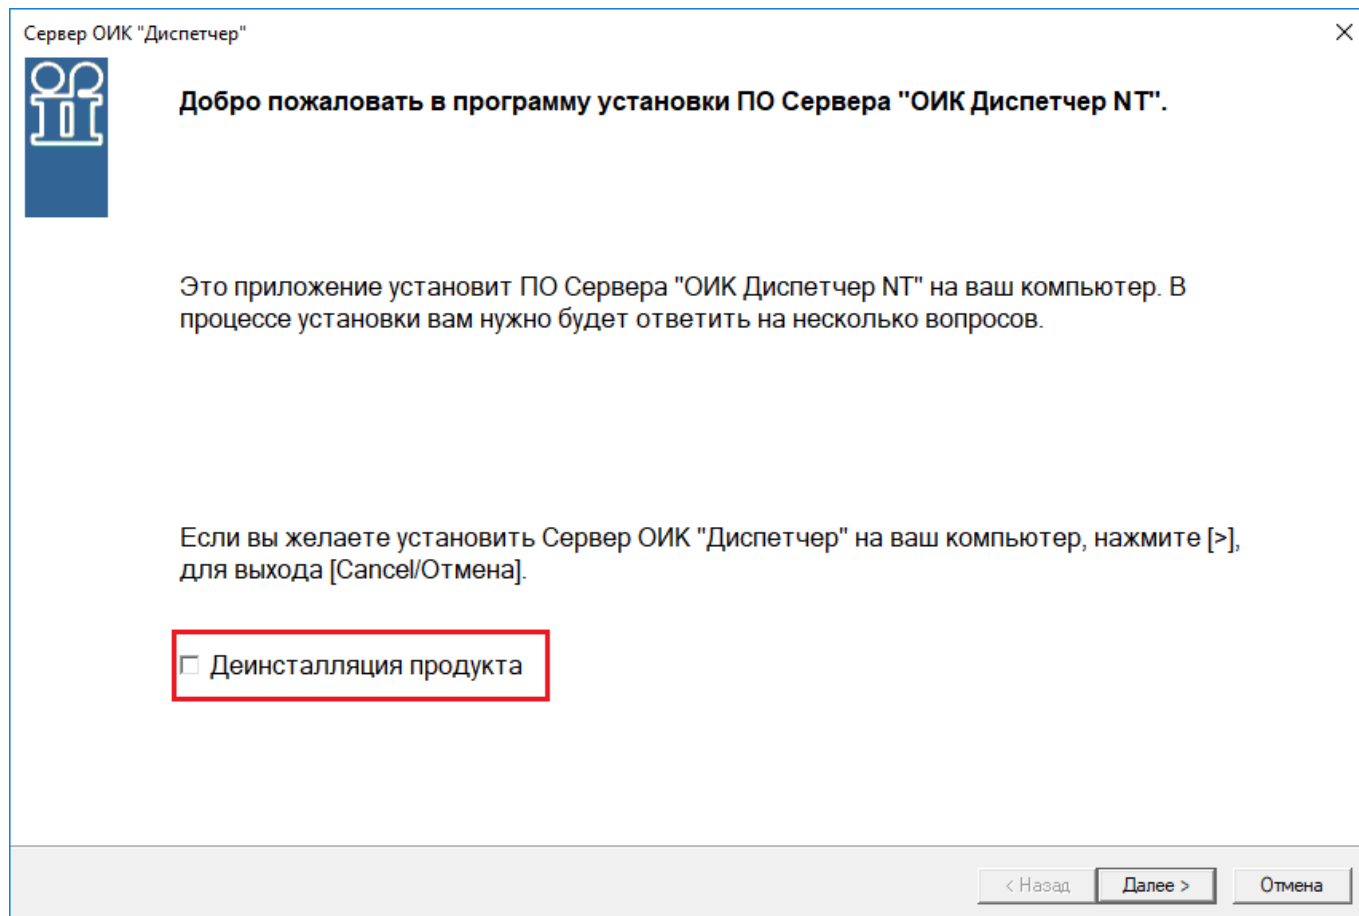 Сервер ОИК "Диспетчер"
Добро пожаловать в программу установки ПО Сервера "ОИК Диспетчер NT".
Это приложение установит ПО Сервера "ОИК Диспетчер NT" на ваш компьютер. В
процессе установки вам нужно будет ответить на несколько вопросов.
Если вы желаете установить Сервер ОИК "Диспетчер" на ваш компьютер, нажмите [>],
для выхода [Cancel/Отмена].
Деинсталляция продукта
< Назад
Далее >
Отмена